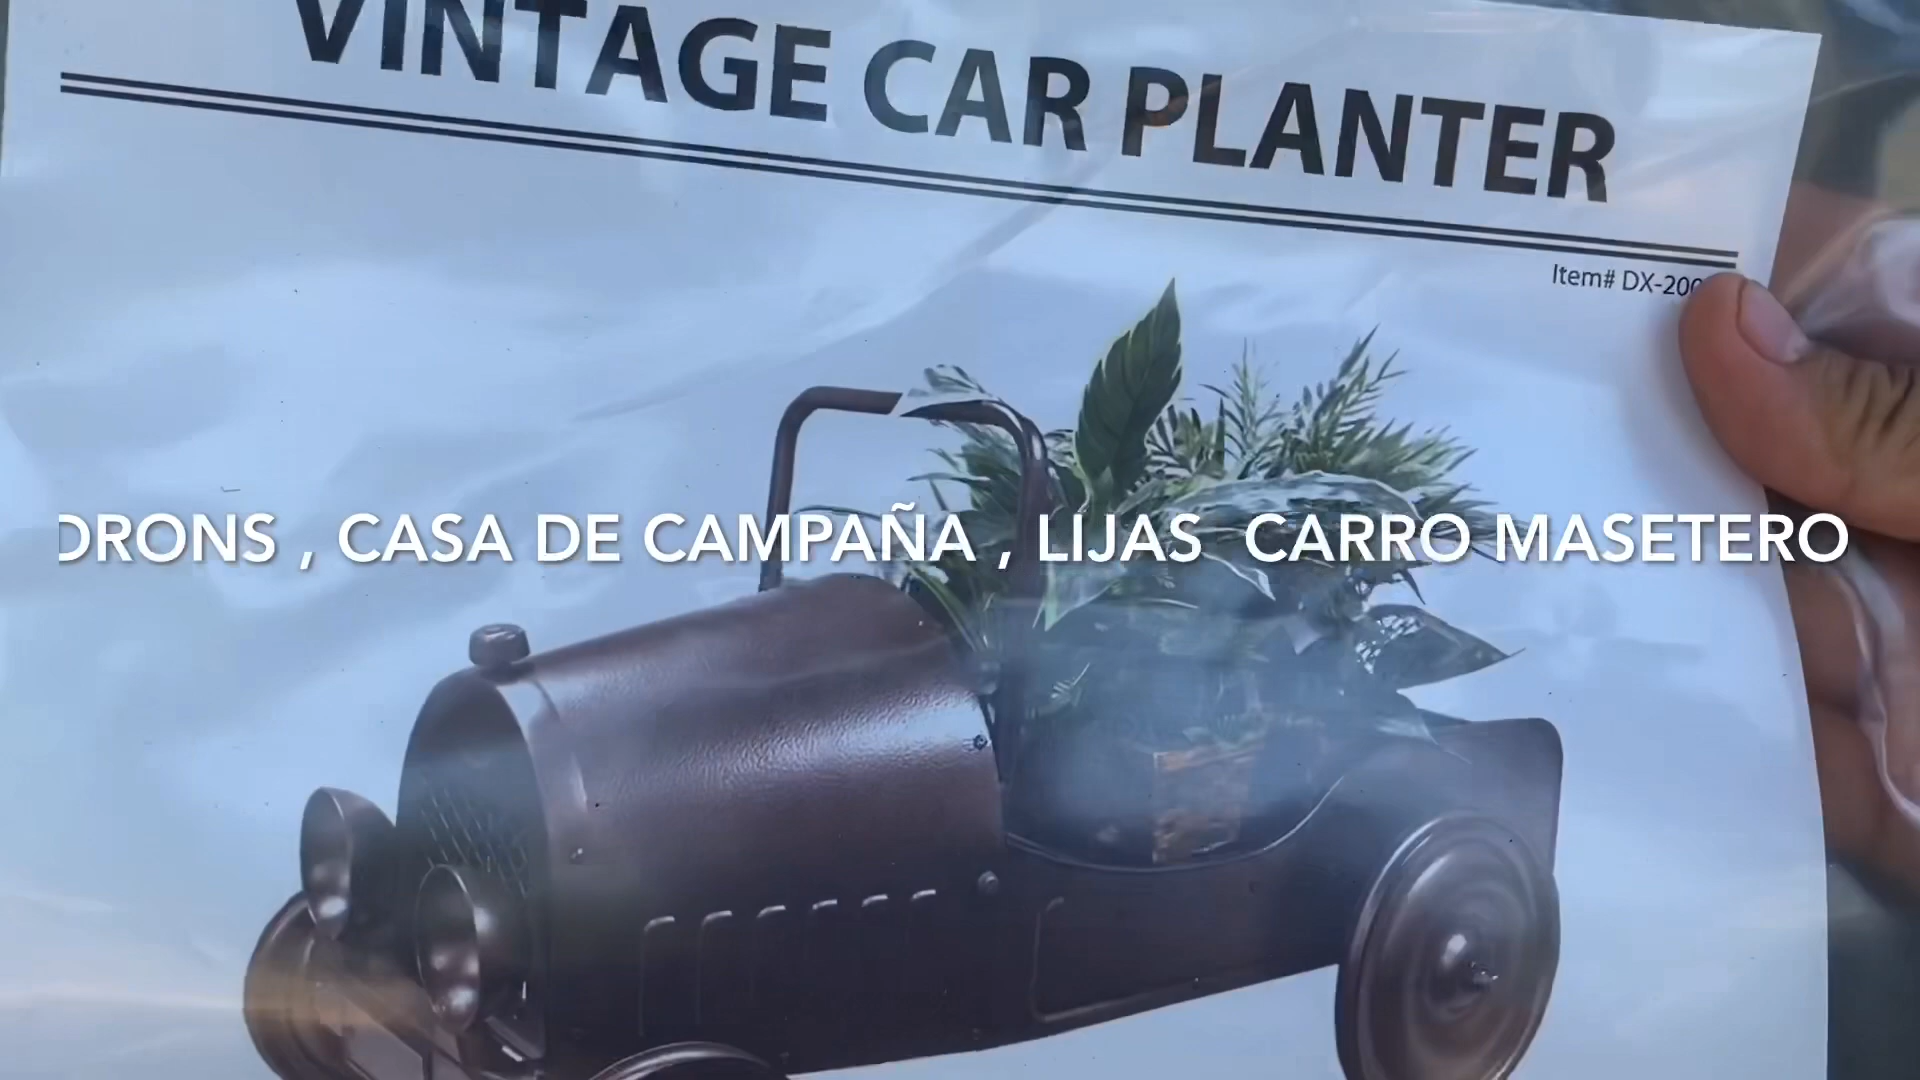 VINTAGE CAR PLANTER
Item# DX-200
DRONS , CASA DE CAMPAÑA , LIJAS CARRO MASETERO